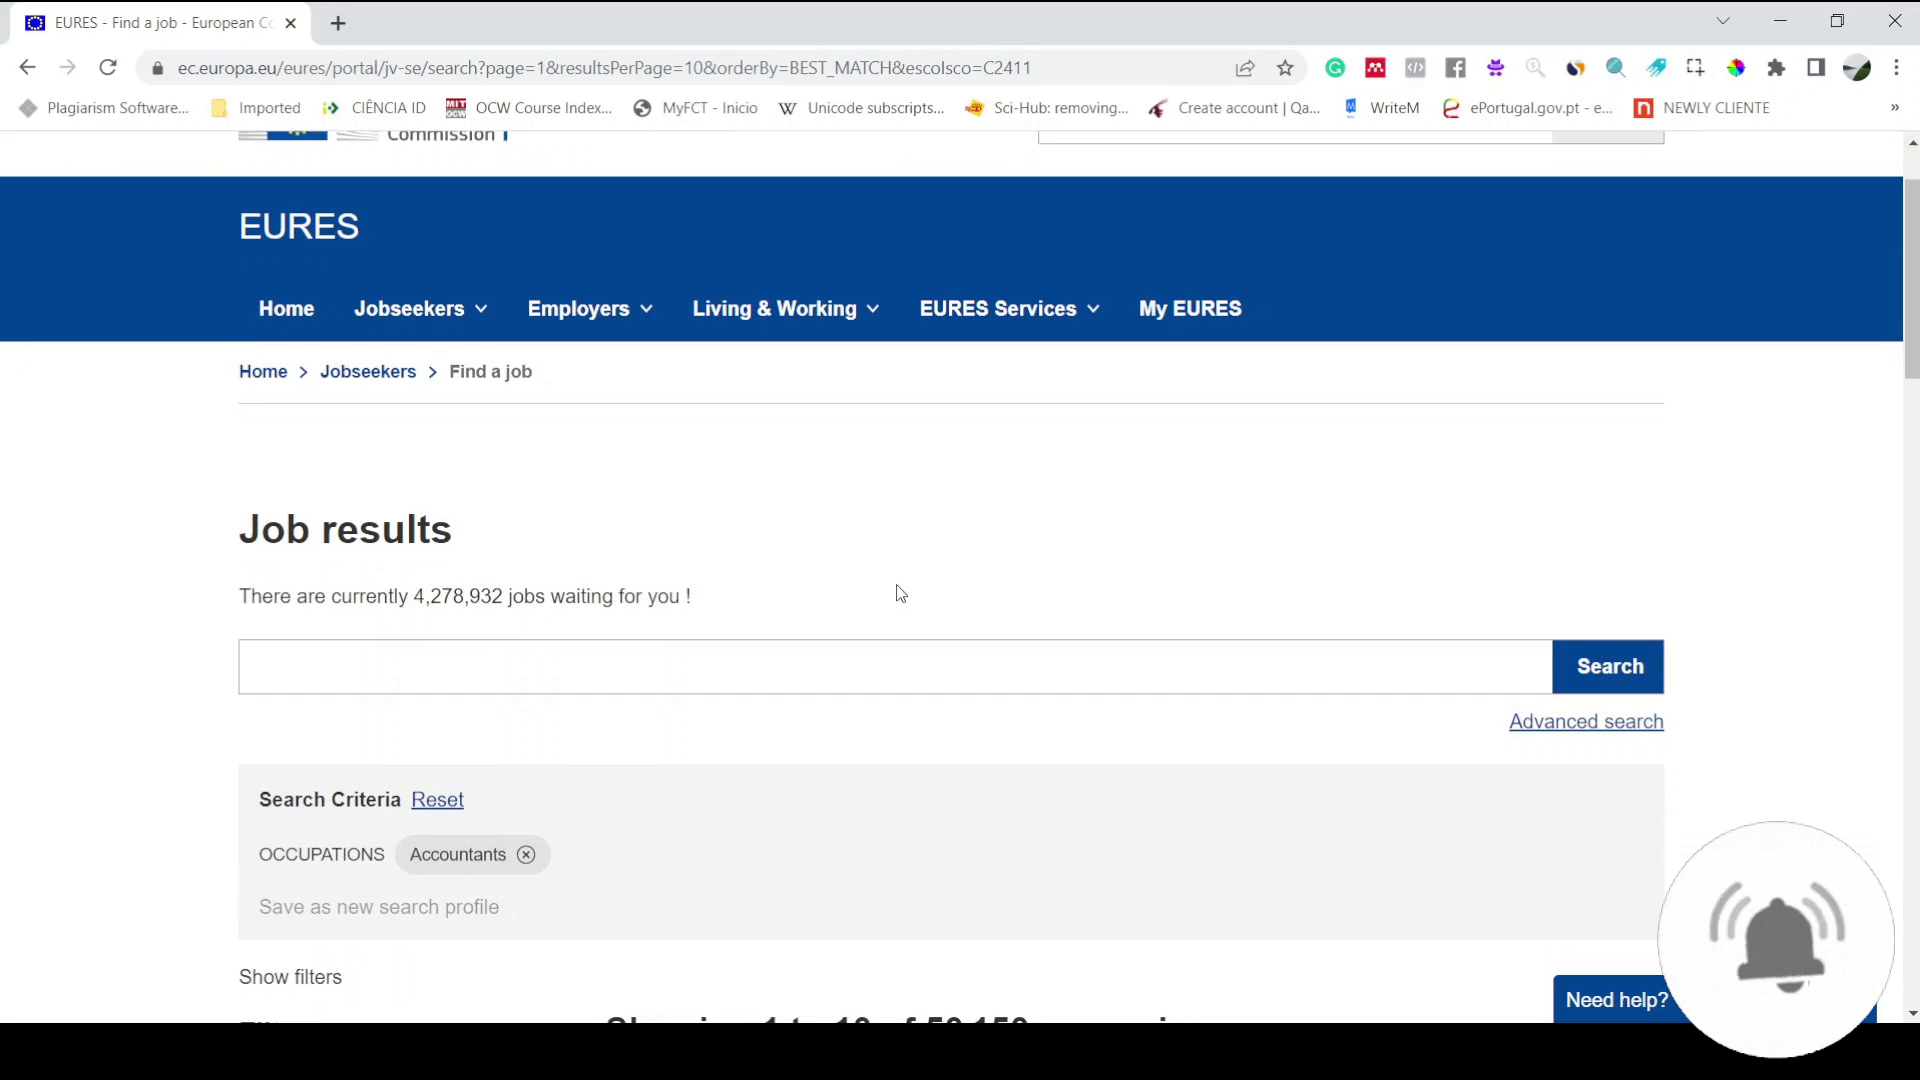 EURES - Find a job - European Co
ec.europa.eu/eures/portal/jv-se/search?page=1&resultsPerPage=10&orderBy=BEST_MATCH&escoIsco=C2411
Plagiarism Software... Imported CIÊNCIA ID MIT OCW OCW Course Index... MyFCT - Inicio W Unicode subscripts... Sci-Hub: removing... Create account | Qa... WriteM ePortugal.gov.pt - e... n NEWLY CLIENTE »
Commission
EURES
Home Jobseekers Employers Living & Working EURES Services My EURES
Home > Jobseekers > Find a job
Job results
There are currently 4,278,932 jobs waiting for you !
Search
Advanced search
Search Criteria Reset
OCCUPATIONS Accountants
Save as new search profile
Show filters
Need help?